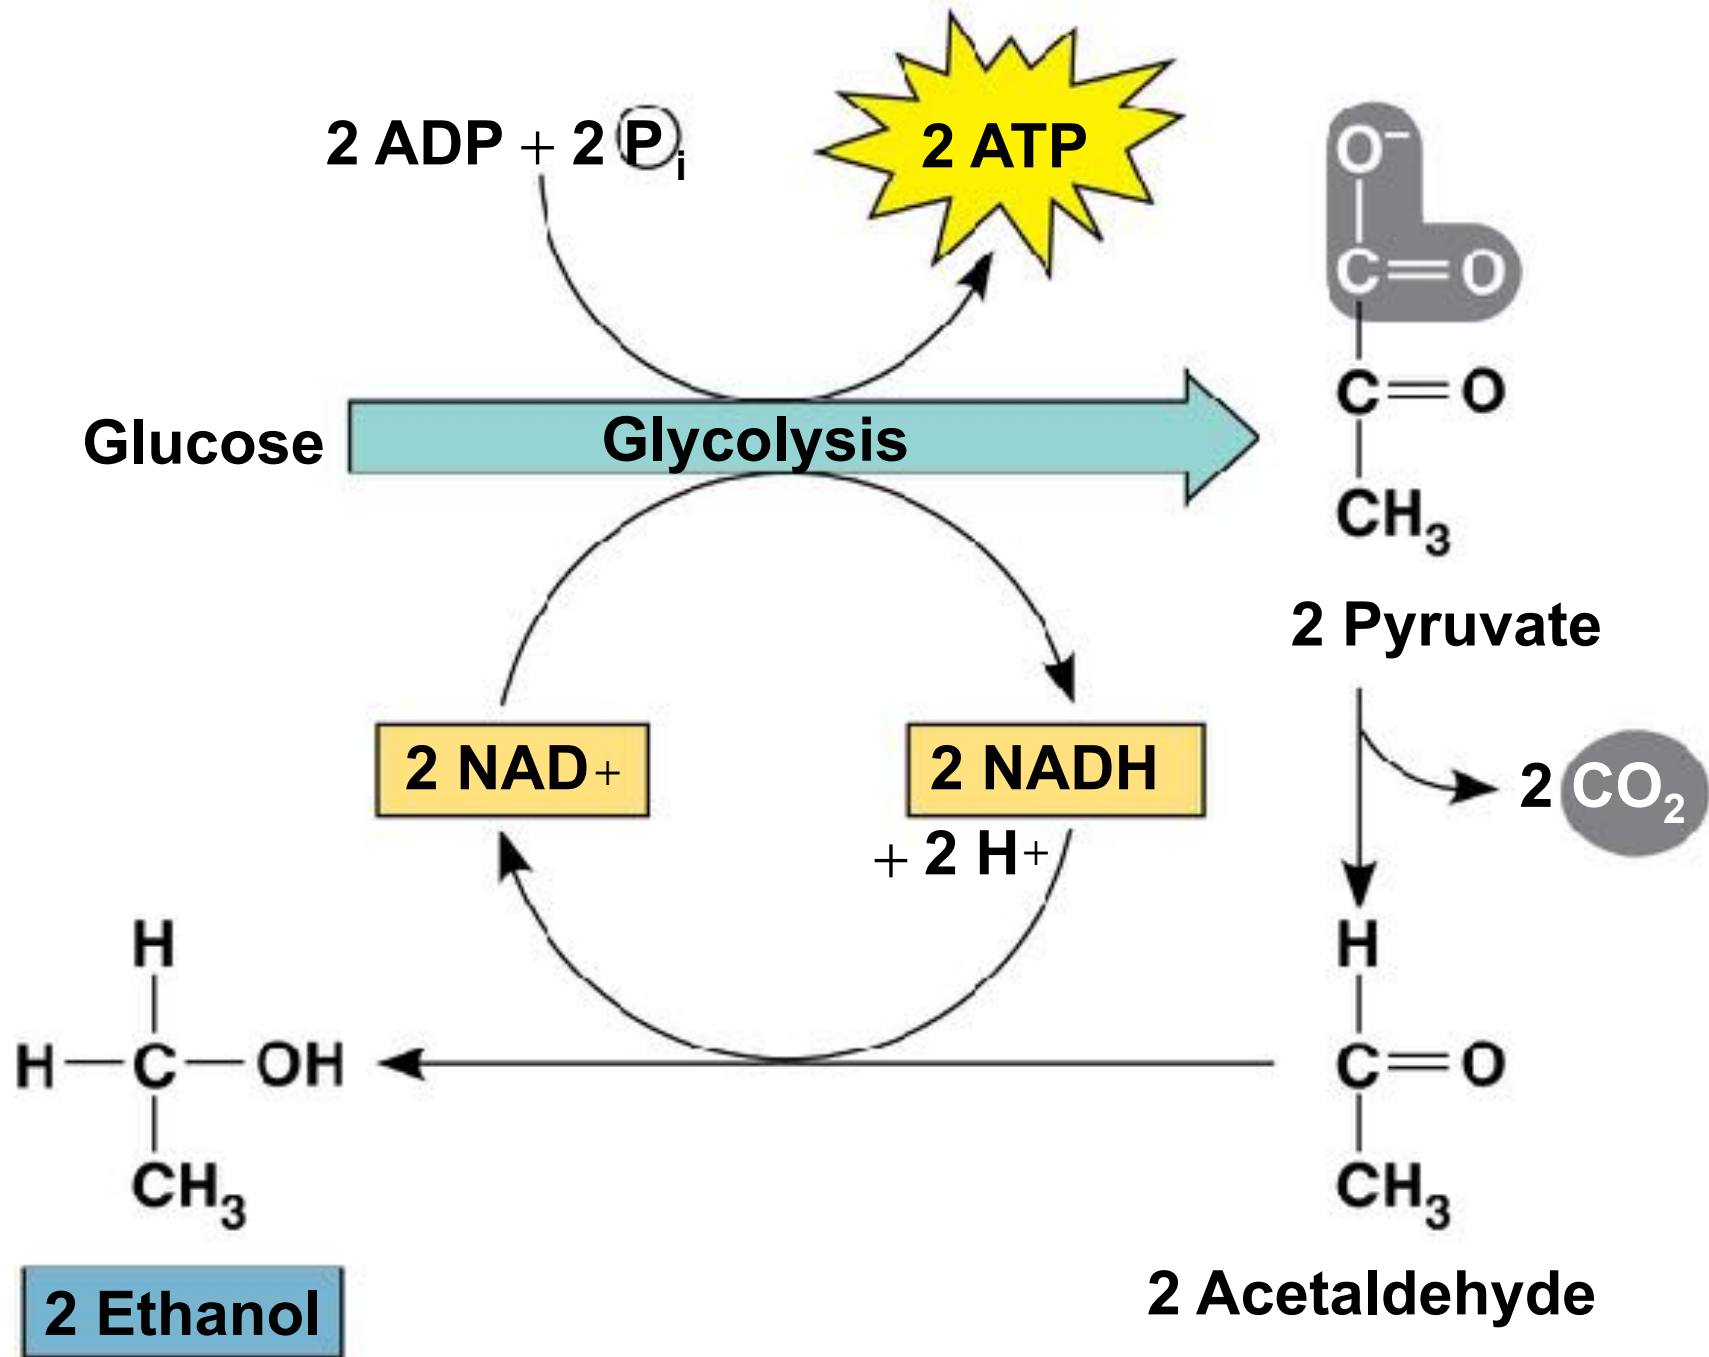 2 ADP + 2 Pi
2 ATP
O–
C=O
C=O
CH3
Glucose
Glycolysis
2 Pyruvate
2 NAD+
2 NADH
+ 2 H+
2 CO2
H
H–C–OH
CH3
2 Ethanol
H
C=O
CH3
2 Acetaldehyde